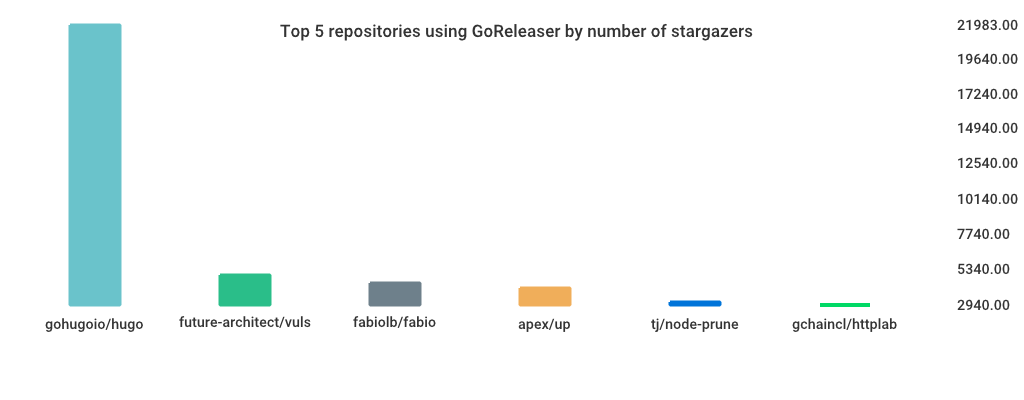 Top 5 repositories using GoReleaser by number of stargazers
21983.00
19640.00
17240.00
14940.00
12540.00
10140.00
7740.00
5340.00
2940.00
gohugoio/hugo
future-architect/vuls
fabiolb/fabio
apex/up
tj/node-prune
gchaincl/httplab